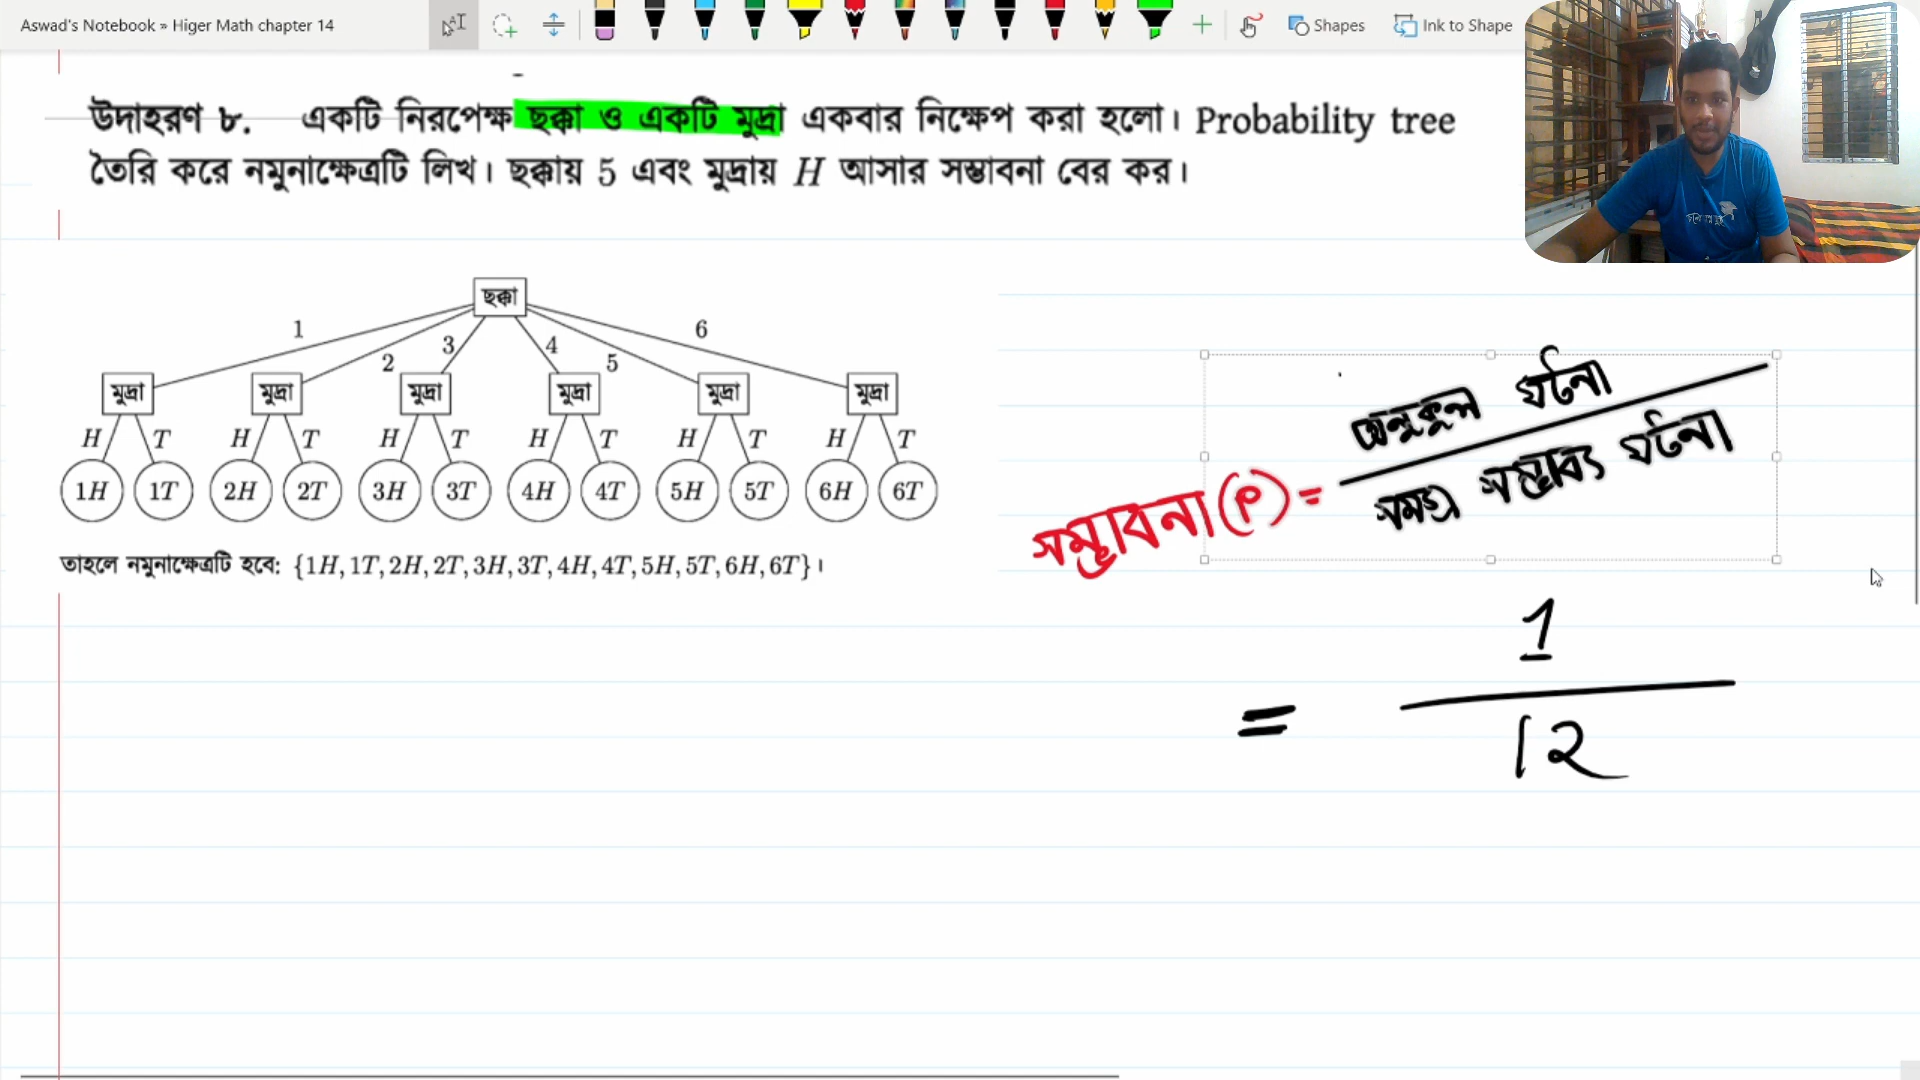 Aswad's Notebook » Higer Math chapter 14
Shapes
Ink to Shape
উদাহরণ ৮. একটি নিরপেক্ষ ছক্কা ও একটি মুদ্রা একবার নিক্ষেপ করা হলো। Probability tree
তৈরি করে নমুনাক্ষেত্রটি লিখ। ছক্কায় 5 এবং মুদ্রায় H আসার সম্ভাবনা বের কর।
ছক্কা
1 2 3 4 5 6
মুদ্রা মুদ্রা মুদ্রা মুদ্রা মুদ্রা মুদ্রা
H T H T H T H T H T H T
1H 1T 2H 2T 3H 3T 4H 4T 5H 5T 6H 6T
তাহলে নমুনাক্ষেত্রটি হবে: {1H, 1T, 2H, 2T, 3H, 3T, 4H, 4T, 5H, 5T, 6H, 6T}।
অনুকুল ঘটনা
সম্ভাবনা (P) =
সমগ্র সম্ভাব্য ঘটনা
1
=
12